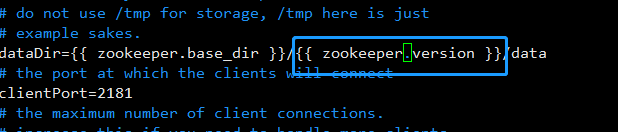 # do not use /tmp for storage, /tmp here is just
# example sakes.
dataDir={{ zookeeper.base_dir }}/{{ zookeeper.version }}/data
# the port at which the clients will connect
clientPort=2181
# the maximum number of client connections.
# increase this if you need to handle more clients